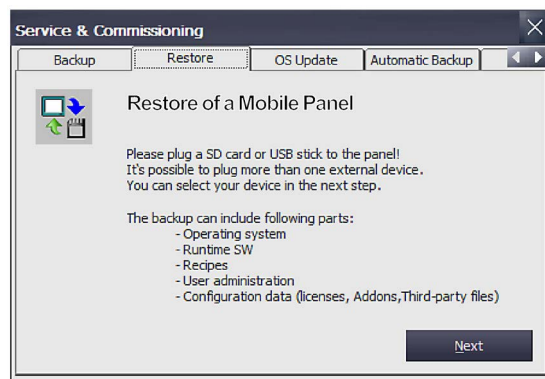 Service & Commissioning
Backup
Restore
OS Update
Automatic Backup
Restore of a Mobile Panel
Please plug a SD card or USB stick to the panel!
It's possible to plug more than one external device.
You can select your device in the next step.
The backup can include following parts:
- Operating system
- Runtime SW
- Recipes
- User administration
- Configuration data (licenses, Addons,Third-party files)
Next